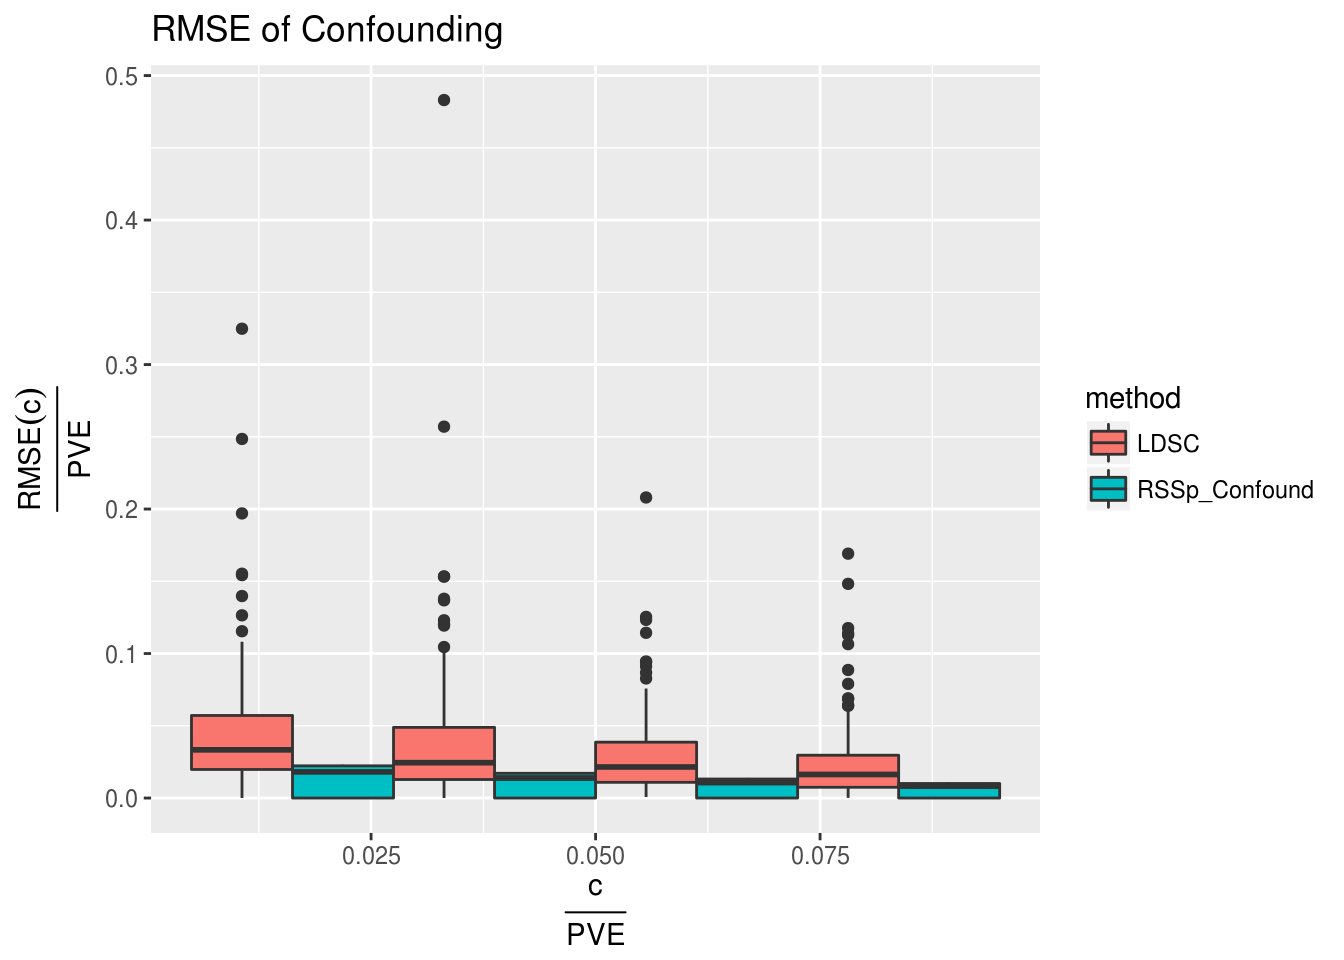 RMSE of Confounding
0.5
0.4
0.3
0.2
0.1
0.0
RMSE(c)
PVE
0.025 0.050 0.075
c
PVE
method
LDSC
RSSp_Confound